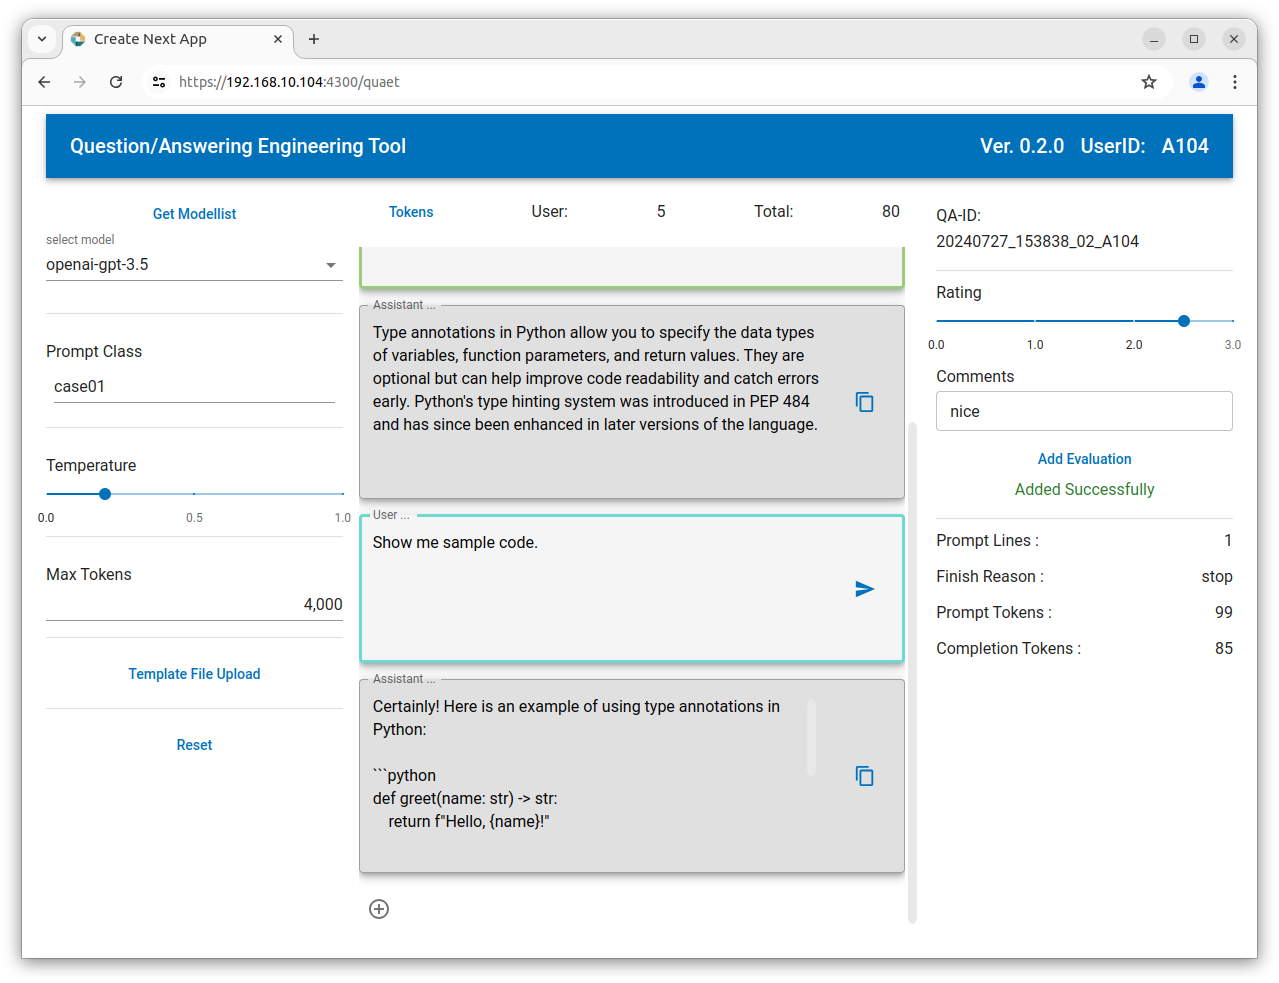 Create Next App
https://192.168.10.104:4300/quaet
Question/Answering Engineering Tool
Ver. 0.2.0 UserID: A104
Get Modellist
select model
openai-gpt-3.5
Prompt Class
case01
Temperature
0.0 0.5 1.0
Max Tokens
4,000
Template File Upload
Reset
Tokens User: 5 Total: 80
Assistant ...
Type annotations in Python allow you to specify the data types
of variables, function parameters, and return values. They are
optional but can help improve code readability and catch errors
early. Python's type hinting system was introduced in PEP 484
and has since been enhanced in later versions of the language.
User ...
Show me sample code.
Assistant ...
Certainly! Here is an example of using type annotations in
Python:
```python
def greet(name: str) -> str:
    return f"Hello, {name}!"
QA-ID:
20240727_153838_02_A104
Rating
0.0 1.0 2.0 3.0
Comments
nice
Add Evaluation
Added Successfully
Prompt Lines : 1
Finish Reason : stop
Prompt Tokens : 99
Completion Tokens : 85